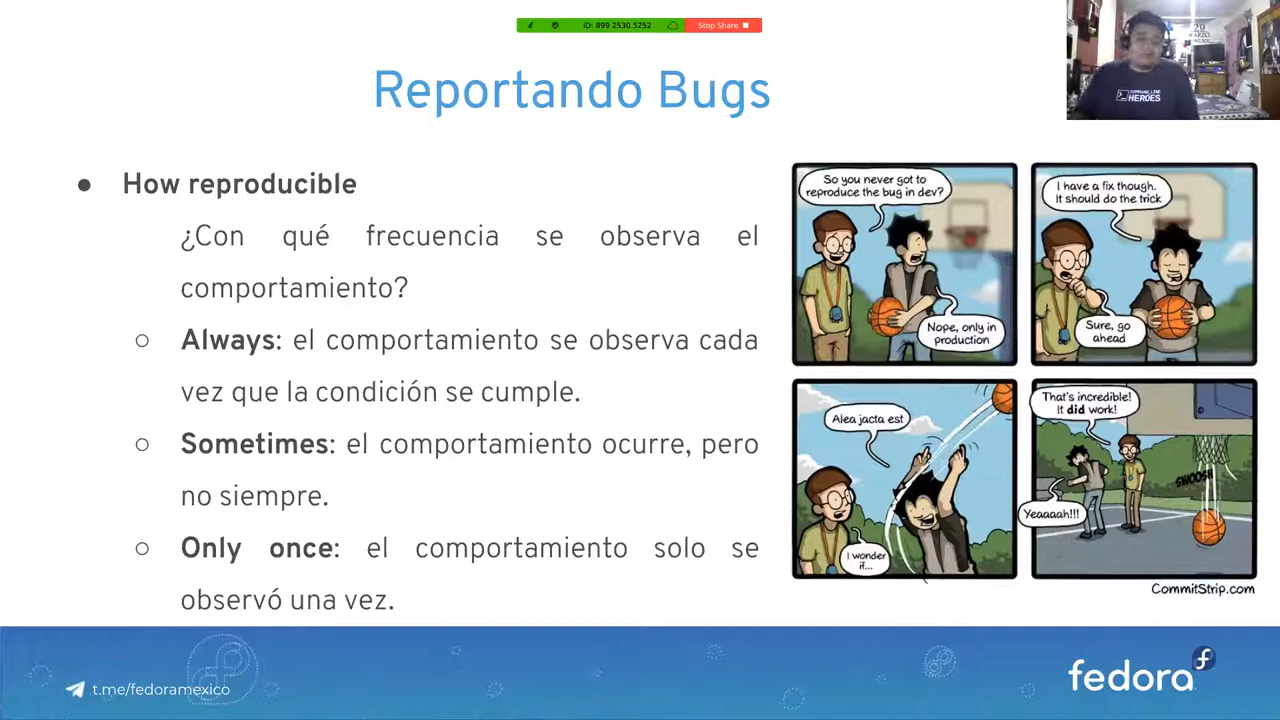 ID: 899 2530 5252
Stop Share
29
MARZO
COMMAND_LINE
HEROES
Reportando Bugs
● How reproducible
¿Con qué frecuencia se observa el
comportamiento?
○ Always: el comportamiento se observa cada
vez que la condición se cumple.
○ Sometimes: el comportamiento ocurre, pero
no siempre.
○ Only once: el comportamiento solo se
observó una vez.
So you never got to
reproduce the bug in dev?
Nope, only in
production
I have a fix though.
It should do the trick
Sure, go
ahead
Alea jacta est
I wonder
if...
That's incredible!
It did work!
Yeaaaah!!!
SWOOSH
CommitStrip.com
t.me/fedoramexico
fedora